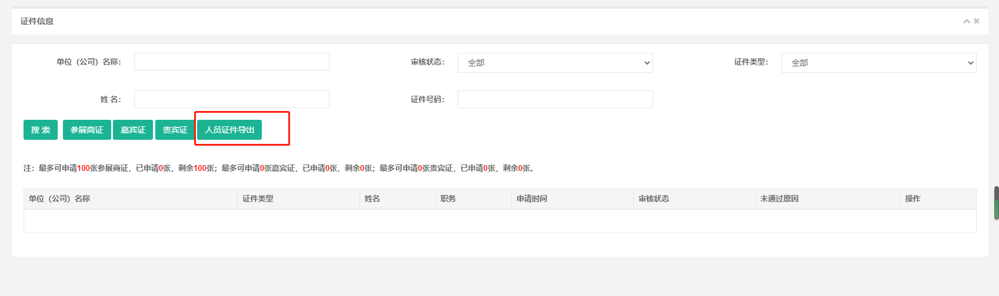 证件信息
单位（公司）名称： 审核状态： 全部 证件类型： 全部
姓 名： 证件号码：
搜 索 参展商证 嘉宾证 贵宾证 人员证件导出
注：最多可申请100张参展商证，已申请0张，剩余100张；最多可申请0张嘉宾证，已申请0张，剩余0张；最多可申请0张贵宾证，已申请0张，剩余0张。
单位（公司）名称 证件类型 姓名 职务 申请时间 审核状态 未通过原因 操作